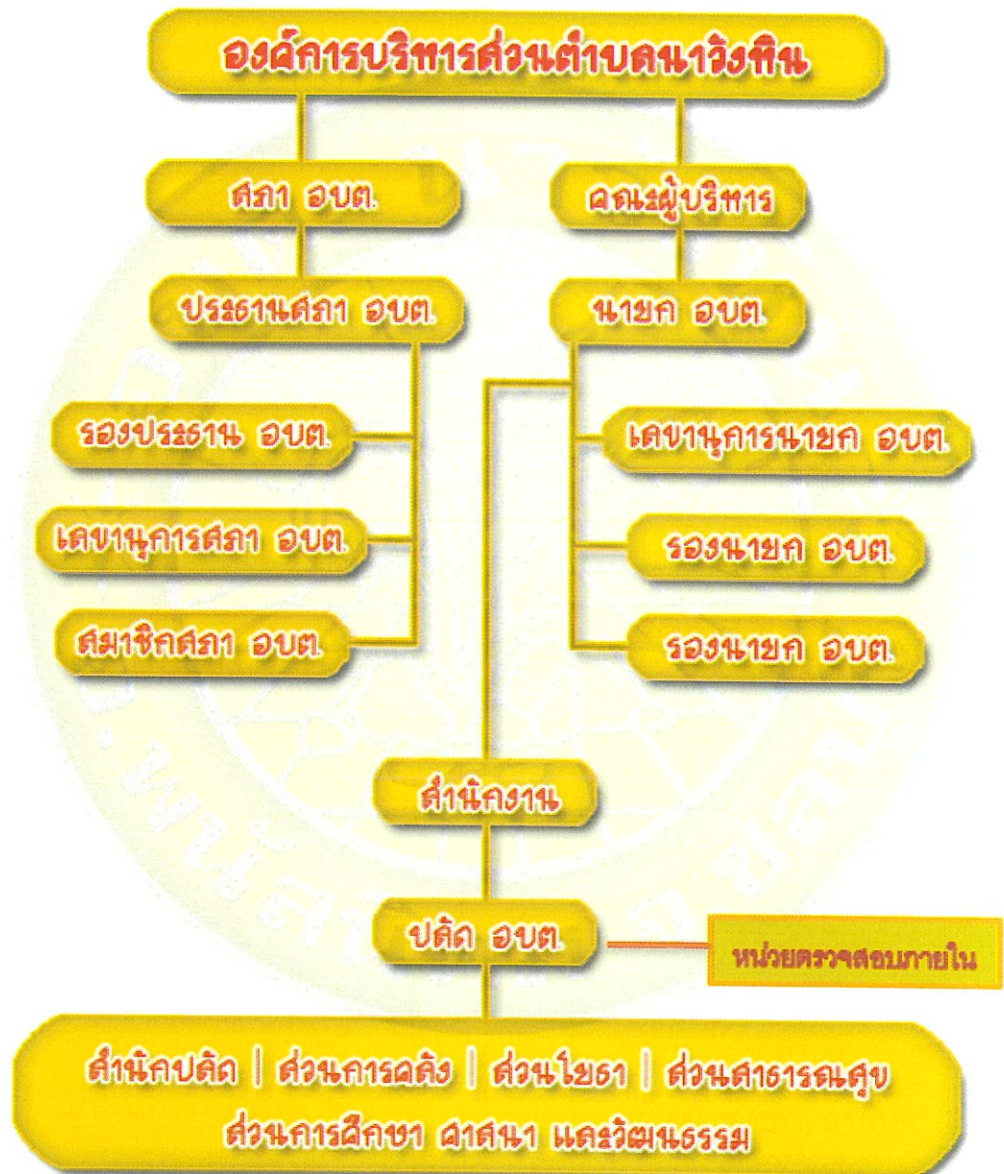 องค์การบริหารส่วนตำบลนาวังหิน
สภา อบต.
คณะผู้บริหาร
ประธานสภา อบต.
นายก อบต.
รองประธาน อบต.
เลขานุการนายก อบต.
เลขานุการสภา อบต.
รองนายก อบต.
สมาชิกสภา อบต.
รองนายก อบต.
สำนักงาน
ปลัด อบต.
หน่วยตรวจสอบภายใน
สำนักปลัด | ส่วนการคลัง | ส่วนโยธา | ส่วนสาธารณสุข
ส่วนการศึกษา ศาสนา และวัฒนธรรม